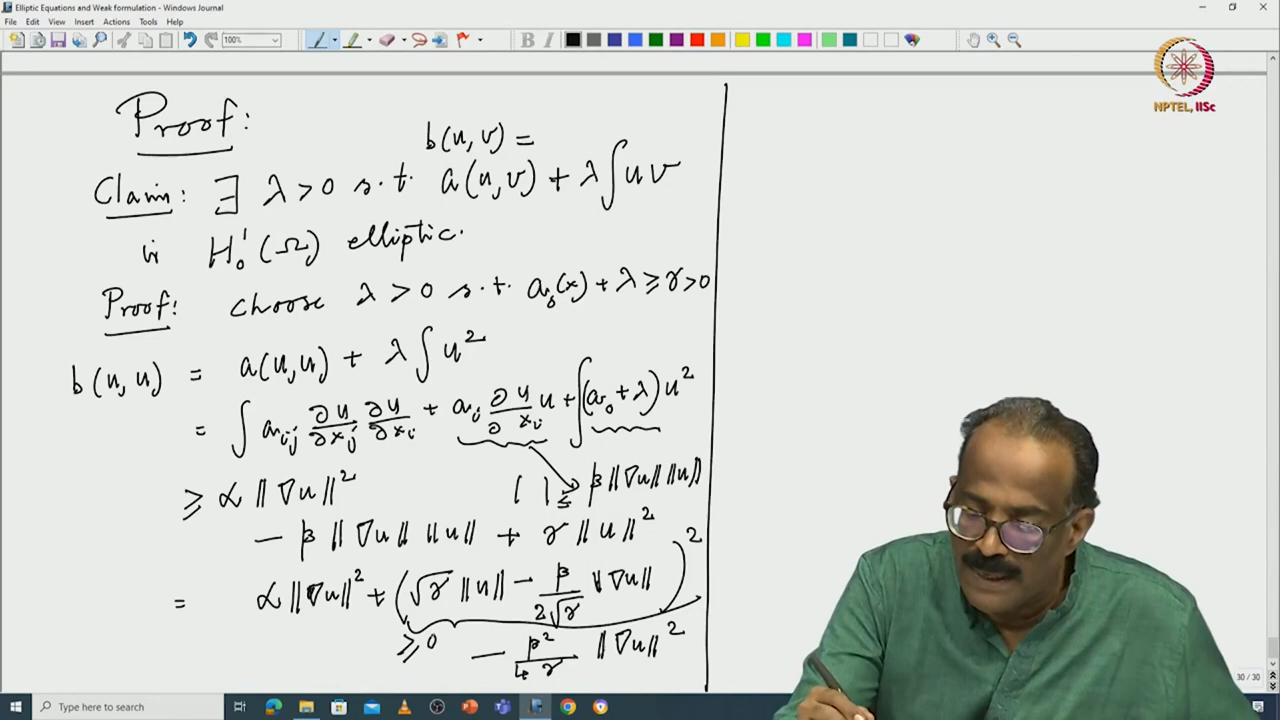 Elliptic Equations and Weak formulation - Windows Journal
File Edit View Insert Actions Tools Help
100%
NPTEL, IISc
Proof:
b(u, v) =
Claim: ∃ λ > 0 s.t. a(u,v) + λ∫uv
is H₀¹(Ω) elliptic.
Proof: choose λ > 0 s.t. a₀(x) + λ ≥ γ > 0
b(u,u) = a(u,u) + λ∫u²
= ∫ aᵢⱼ ∂u/∂xⱼ ∂u/∂xᵢ + aᵢ ∂u/∂xᵢ u + ∫(a₀ + λ)u²
≥ α ‖∇u‖² | | ≤ β‖∇u‖‖u‖
− β ‖∇u‖ ‖u‖ + γ ‖u‖²
= α‖∇u‖² + (√γ ‖u‖ − β/2√γ ‖∇u‖)²
≥ 0 − β²/4γ ‖∇u‖²
30 / 30
Type here to search